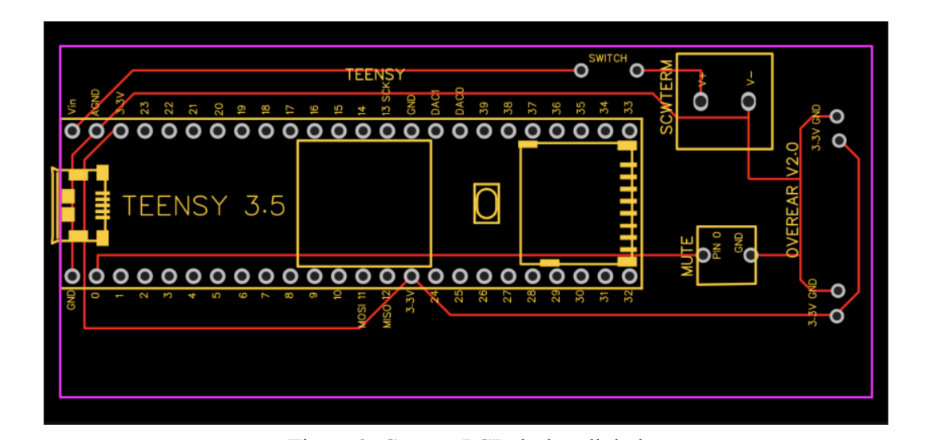 SWITCH
TEENSY
Vin
AGND
3.3V
23
22
21
20
19
18
17
16
15
14
13 SCK
GND
DAC1
DAC0
39
38
37
36
35
34
33
SCWTERM
V+
V-
3.3V GND
TEENSY 3.5
OVEREAR V2.0
MUTE
PIN 0
GND
GND
0
1
2
3
4
5
6
7
8
9
10
MOSI 11
MISO 12
3.3V
24
25
26
27
28
29
30
31
32
3.3V GND